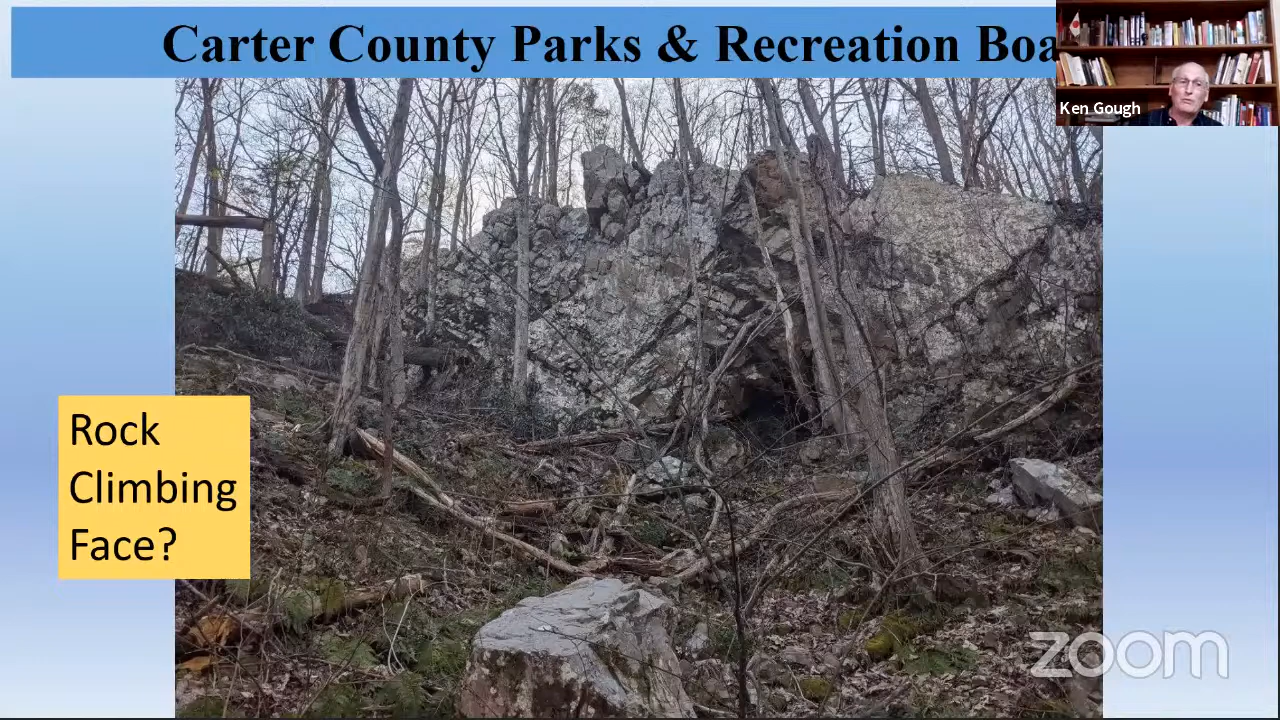 Carter County Parks & Recreation Boa
Ken Gough
Rock
Climbing
Face?
zoom